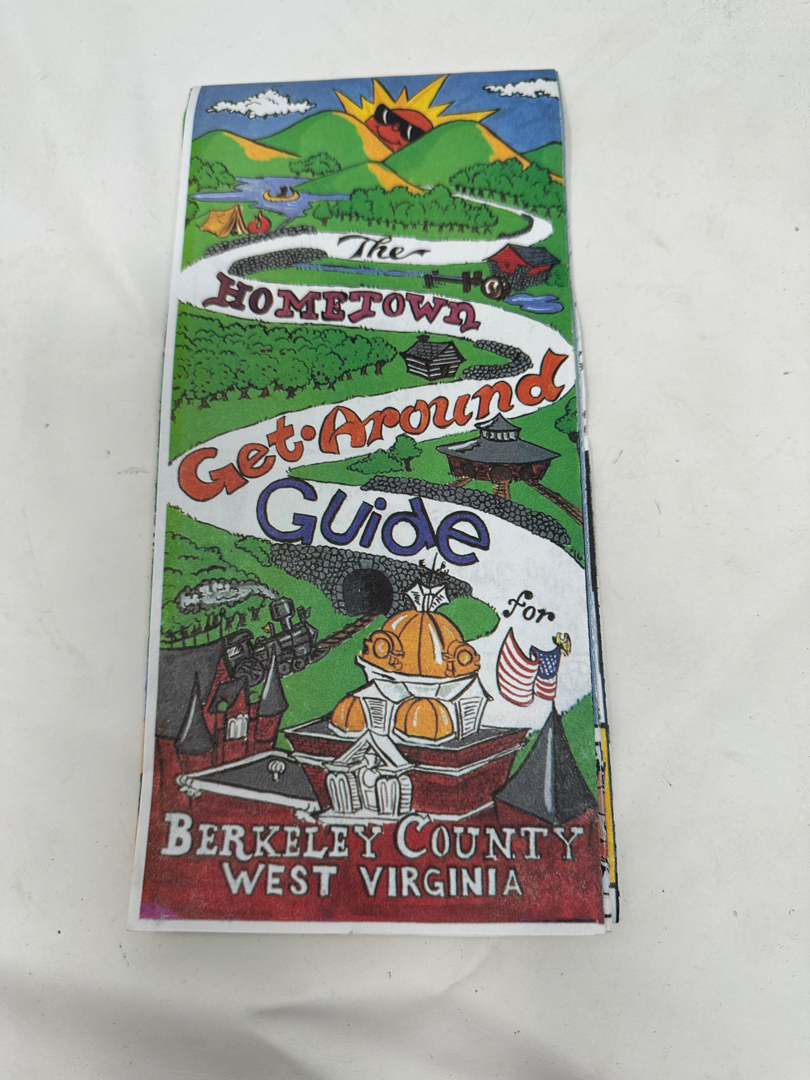 The
HOMETOWN
Get-Around
Guide
for
BERKELEY COUNTY
WEST VIRGINIA